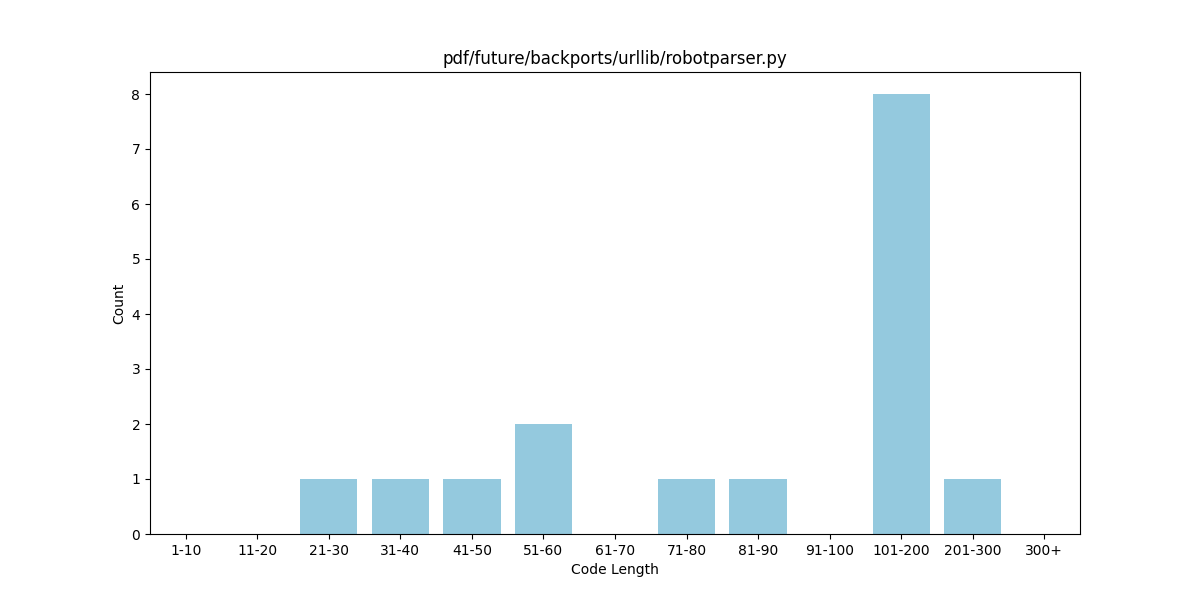 pdf/future/backports/urllib/robotparser.py
8
7
6
5
4
3
2
1
0
Count
1-10 11-20 21-30 31-40 41-50 51-60 61-70 71-80 81-90 91-100 101-200 201-300 300+
Code Length